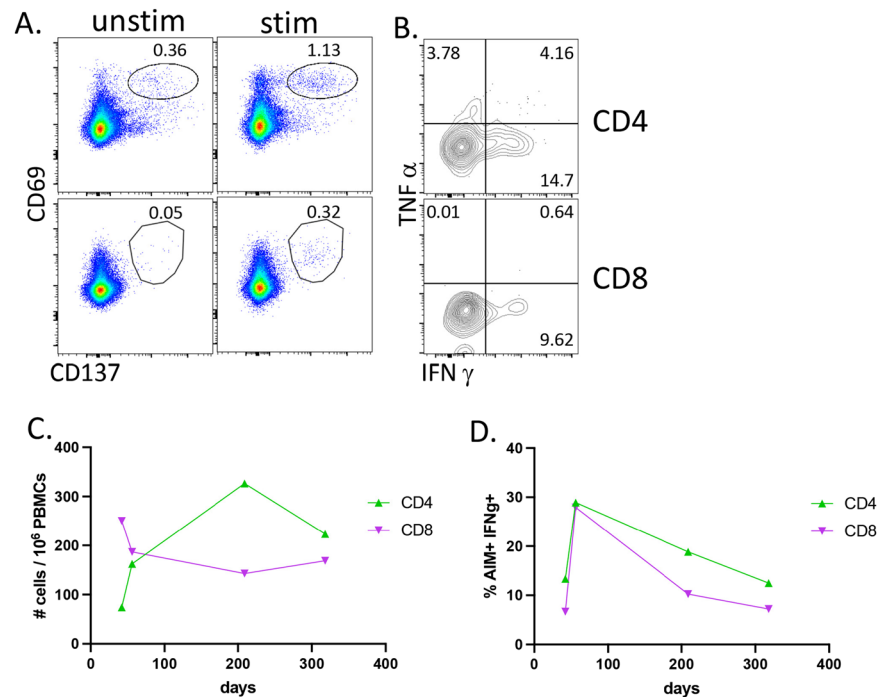 A.
unstim
stim
0.36
1.13
0.05
0.32
CD69
CD137
B.
3.78
4.16
14.7
CD4
0.01
0.64
9.62
CD8
TNF α
IFN γ
C.
400
300
200
100
0
# cells / 10⁶ PBMCs
0 100 200 300 400
days
CD4
CD8
D.
40
30
20
10
0
% AIM+ IFNg+
0 100 200 300 400
days
CD4
CD8